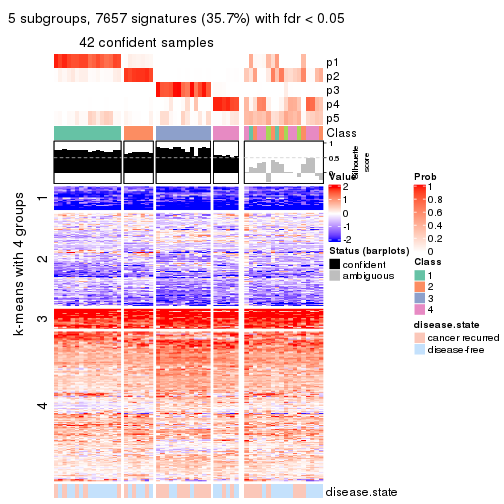 5 subgroups, 7657 signatures (35.7%) with fdr < 0.05
42 confident samples
p1
p2
p3
p4
p5
Class
1
0.5
0
Silhouette
score
k-means with 4 groups
1
2
3
4
disease.state
Value
2
1
0
-1
-2
Status (barplots)
confident
ambiguous
Prob
1
0.8
0.6
0.4
0.2
0
Class
1
2
3
4
disease.state
cancer recurred
disease-free